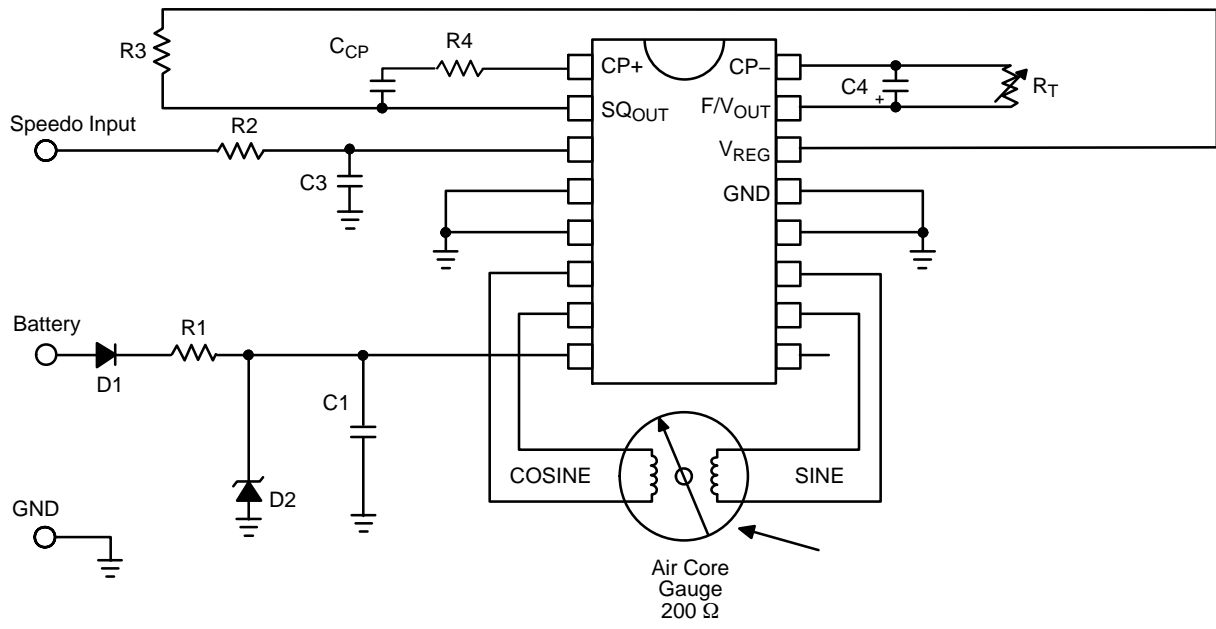 R3
C_CP
R4
CP+
CP–
C4
+
R_T
SQ_OUT
F/V_OUT
Speedo Input
R2
V_REG
C3
GND
Battery
R1
D1
C1
COSINE
SINE
D2
GND
Air Core
Gauge
200 Ω